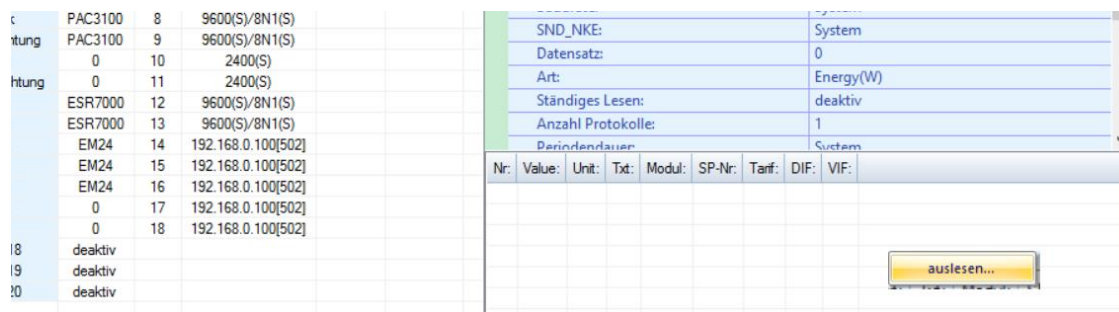 PAC3100 8 9600(S)/8N1(S)
PAC3100 9 9600(S)/8N1(S)
0 10 2400(S)
htung 0 11 2400(S)
ESR7000 12 9600(S)/8N1(S)
ESR7000 13 9600(S)/8N1(S)
EM24 14 192.168.0.100[502]
EM24 15 192.168.0.100[502]
EM24 16 192.168.0.100[502]
0 17 192.168.0.100[502]
0 18 192.168.0.100[502]
18 deaktiv
19 deaktiv
20 deaktiv
SND_NKE: System
Datensatz: 0
Art: Energy(W)
Ständiges Lesen: deaktiv
Anzahl Protokolle: 1
Periodendauer: System
Nr: Value: Unit: Txt: Modul: SP-Nr: Tarif: DIF: VIF:
auslesen...